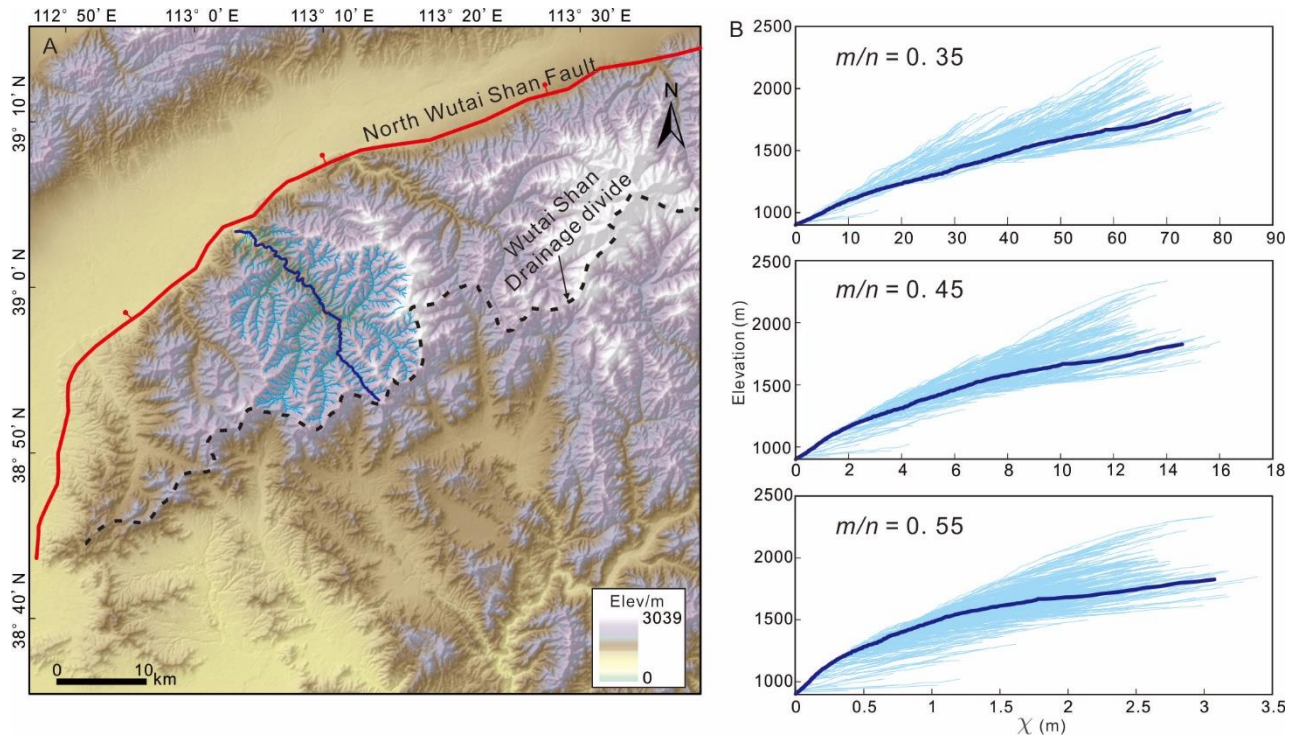 112° 50' E
113° 0' E
113° 10' E
113° 20' E
113° 30' E
A
39° 10' N
39° 0' N
38° 50' N
38° 40' N
North Wutai Shan Fault
N
Wutai Shan
Drainage divide
0 10
km
Elev/m
3039
0
B
m/n = 0. 35
2500
2000
1500
1000
0 10 20 30 40 50 60 70 80 90
m/n = 0. 45
2500
2000
1500
1000
0 2 4 6 8 10 12 14 16 18
Elevation (m)
m/n = 0. 55
2500
2000
1500
1000
0 0.5 1 1.5 2 2.5 3 3.5
χ (m)